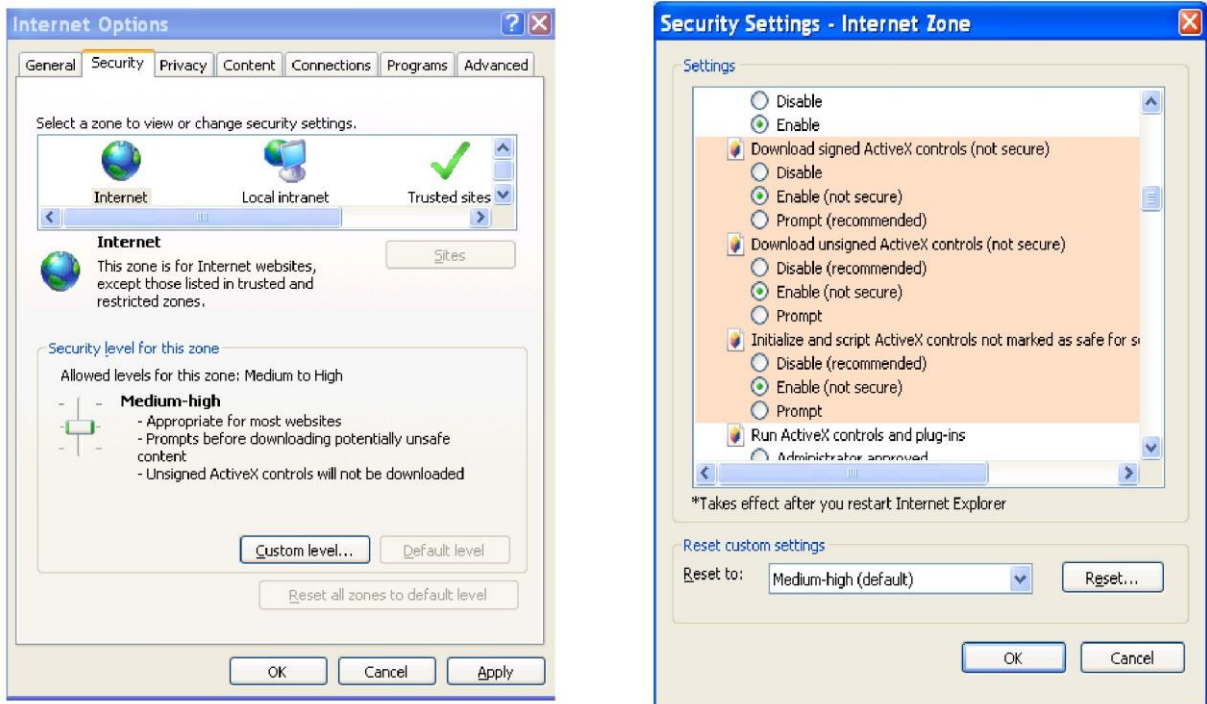 Internet Options
General Security Privacy Content Connections Programs Advanced
Select a zone to view or change security settings.
Internet Local intranet Trusted sites
Internet
Sites
This zone is for Internet websites,
except those listed in trusted and
restricted zones.
Security level for this zone
Allowed levels for this zone: Medium to High
Medium-high
- Appropriate for most websites
- Prompts before downloading potentially unsafe
content
- Unsigned ActiveX controls will not be downloaded
Custom level... Default level
Reset all zones to default level
OK Cancel Apply
Security Settings - Internet Zone
Settings
Disable
Enable
Download signed ActiveX controls (not secure)
Disable
Enable (not secure)
Prompt (recommended)
Download unsigned ActiveX controls (not secure)
Disable (recommended)
Enable (not secure)
Prompt
Initialize and script ActiveX controls not marked as safe for s
Disable (recommended)
Enable (not secure)
Prompt
Run ActiveX controls and plug-ins
Administrator approved
*Takes effect after you restart Internet Explorer
Reset custom settings
Reset to: Medium-high (default) Reset...
OK Cancel